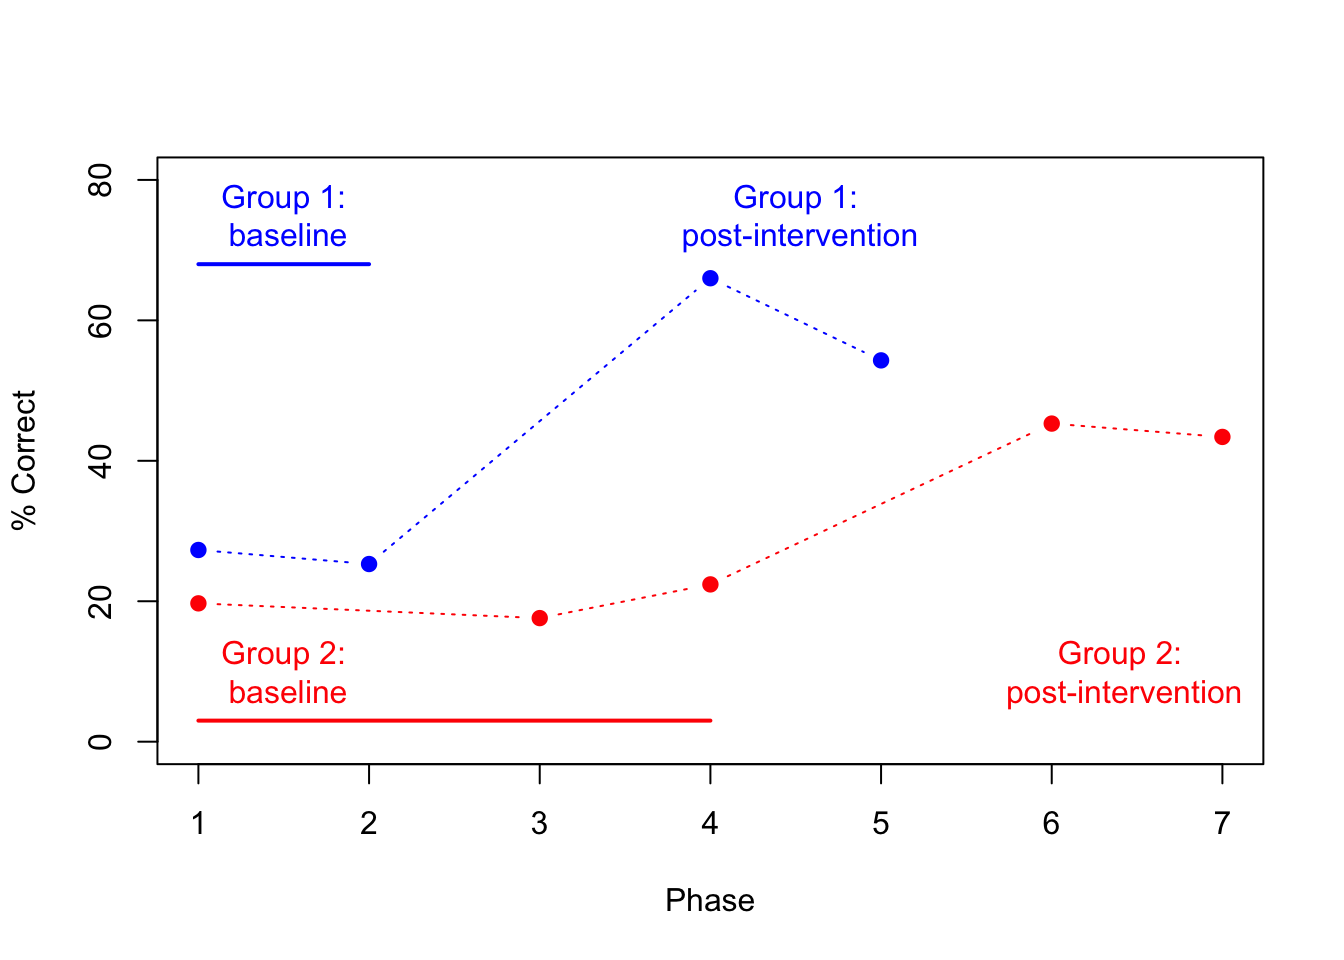 Group 1:
baseline
Group 1:
post-intervention
Group 2:
baseline
Group 2:
post-intervention
% Correct
80
60
40
20
0
1 2 3 4 5 6 7
Phase